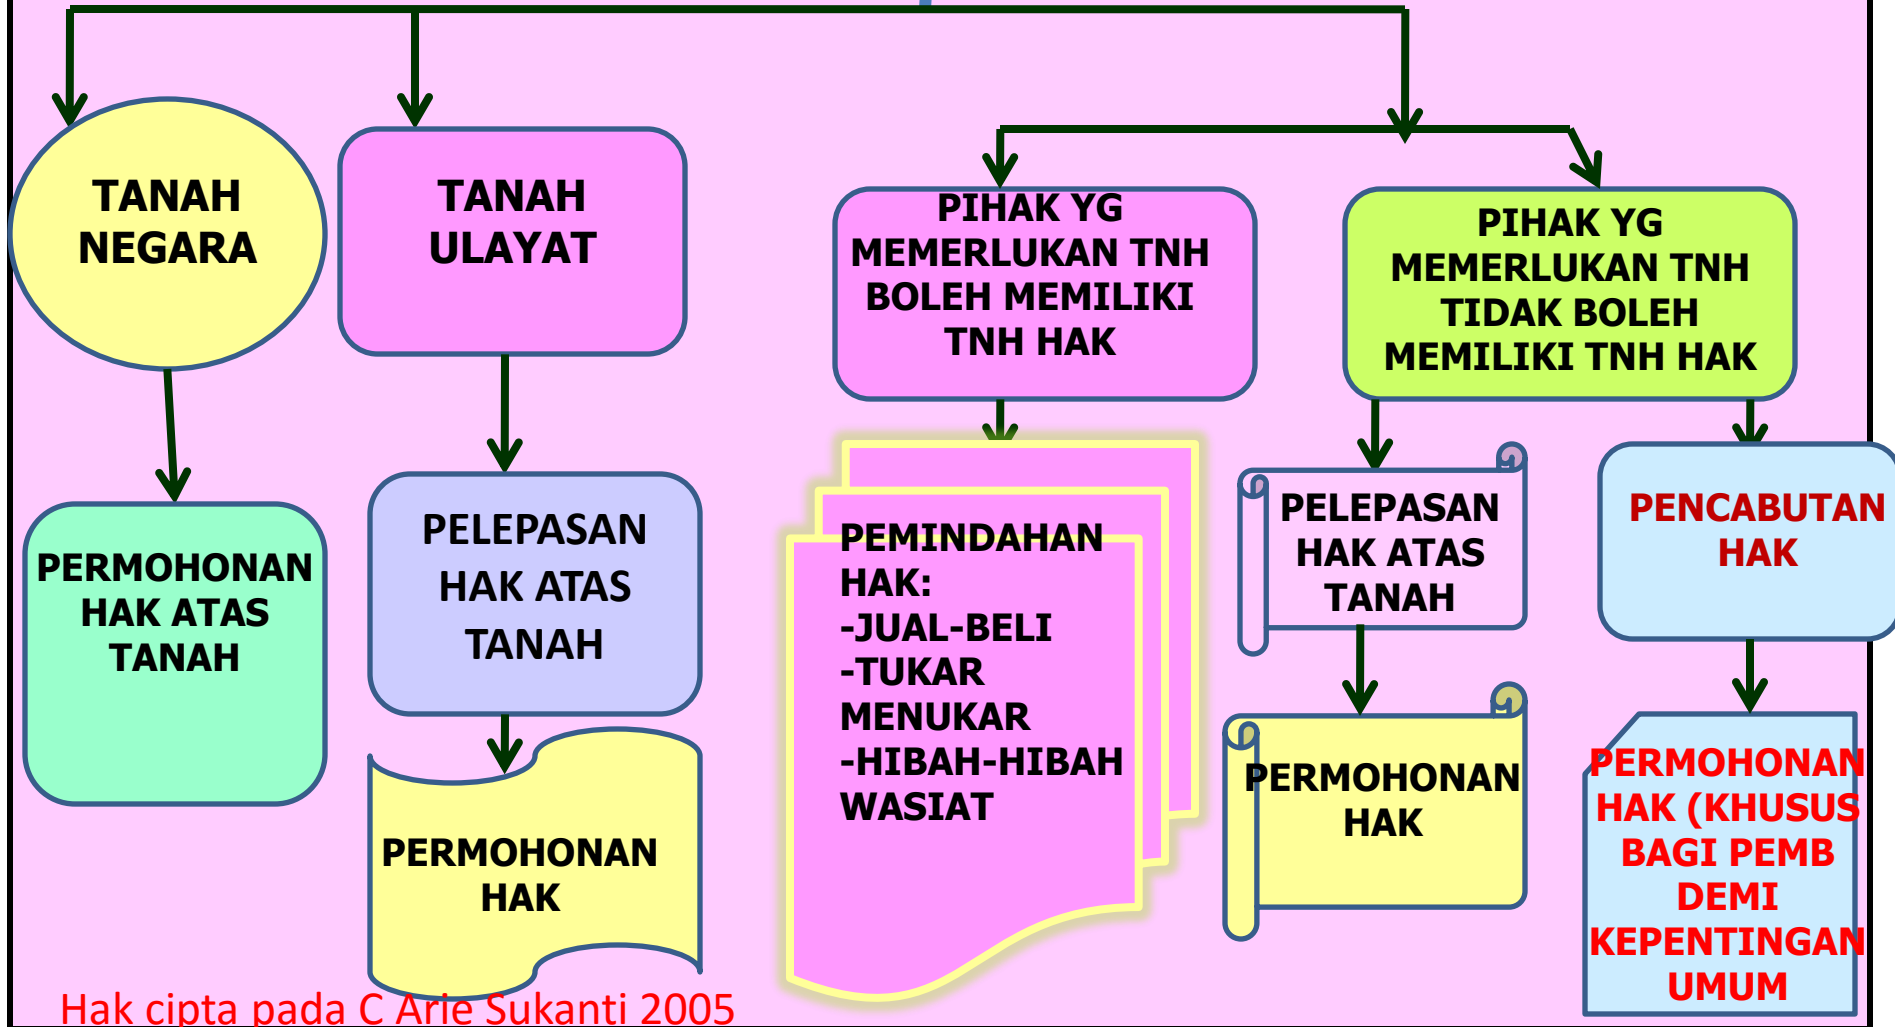 TANAH
NEGARA
TANAH
ULAYAT
PIHAK YG
MEMERLUKAN TNH
BOLEH MEMILIKI
TNH HAK
PIHAK YG
MEMERLUKAN TNH
TIDAK BOLEH
MEMILIKI TNH HAK
PERMOHONAN
HAK ATAS
TANAH
PELEPASAN
HAK ATAS
TANAH
PEMINDAHAN
HAK:
-JUAL-BELI
-TUKAR
MENUKAR
-HIBAH-HIBAH
WASIAT
PELEPASAN
HAK ATAS
TANAH
PENCABUTAN
HAK
PERMOHONAN
HAK
PERMOHONAN
HAK
PERMOHONAN
HAK (KHUSUS
BAGI PEMB
DEMI
KEPENTINGAN
UMUM
Hak cipta pada C Arie Sukanti 2005